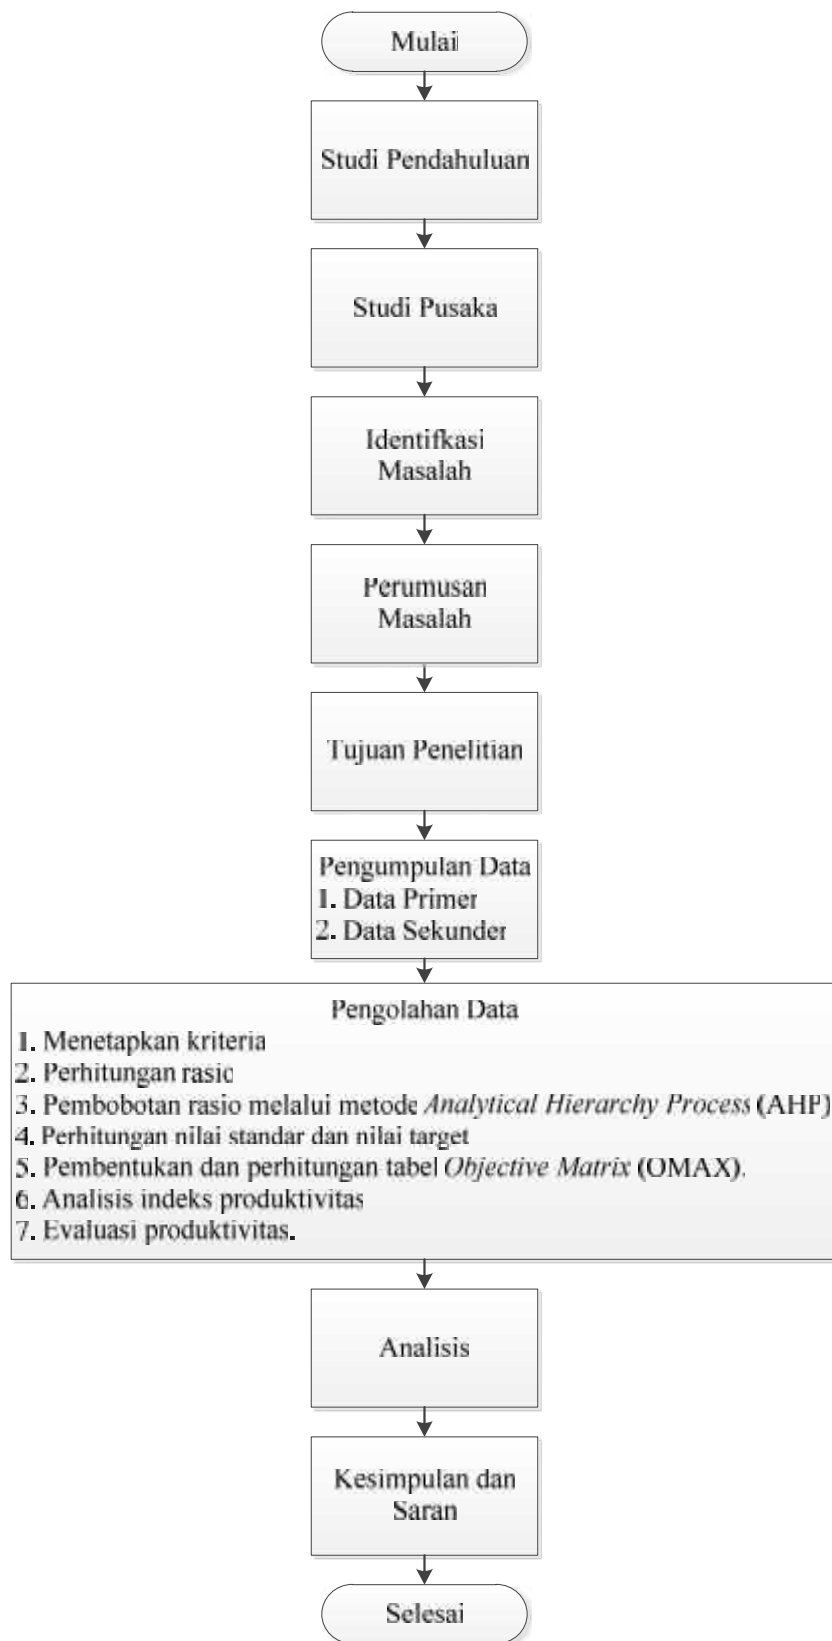 Mulai
Studi Pendahuluan
Studi Pusaka
Identifkasi
Masalah
Perumusan
Masalah
Tujuan Penelitian
Pengumpulan Data
1. Data Primer
2. Data Sekunder
Pengolahan Data
1. Menetapkan kriteria
2. Perhitungan rasio
3. Pembobotan rasio melalui metode Analytical Hierarchy Process (AHP)
4. Perhitungan nilai standar dan nilai target
5. Pembentukan dan perhitungan tabel Objective Matrix (OMAX).
6. Analisis indeks produktivitas
7. Evaluasi produktivitas.
Analisis
Kesimpulan dan
Saran
Selesai